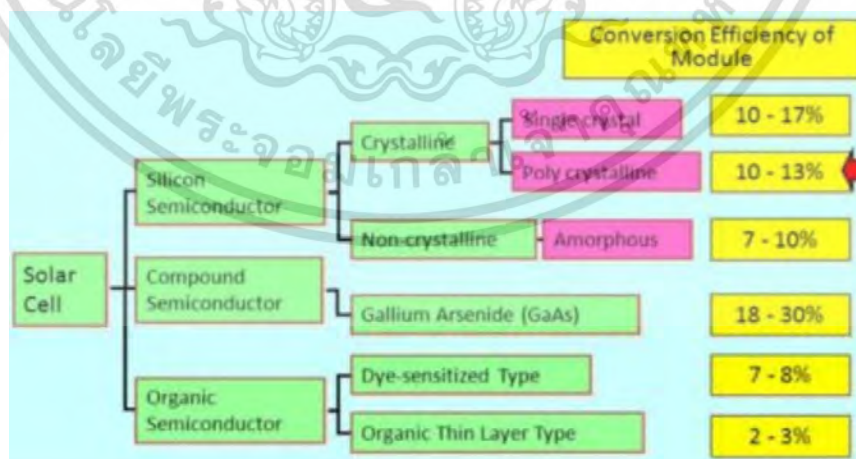 Conversion Efficiency of
Module
Single crystal
10 - 17%
Crystalline
Poly crystalline
10 - 13%
Silicon
Semiconductor
Non-crystalline
Amorphous
7 - 10%
Solar
Cell
Compound
Semiconductor
Gallium Arsenide (GaAs)
18 - 30%
Dye-sensitized Type
7 - 8%
Organic
Semiconductor
Organic Thin Layer Type
2 - 3%